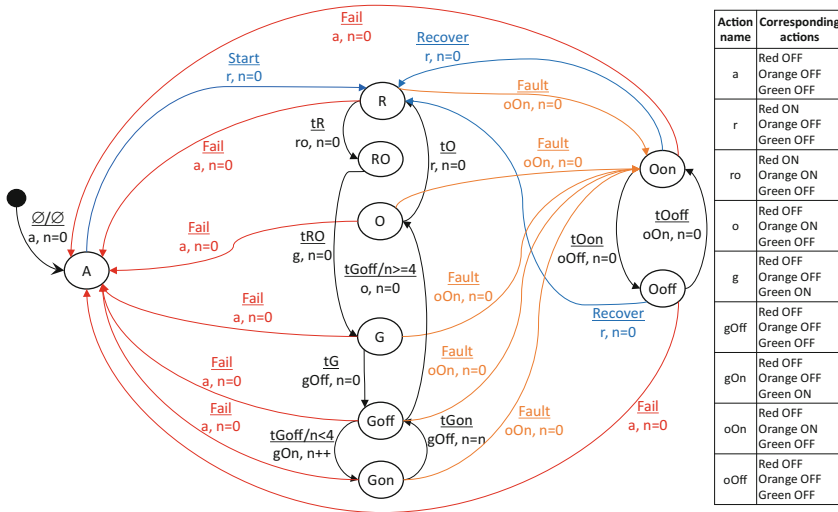 Fail
a, n=0
Start
r, n=0
Recover
r, n=0
R
Fault
oOn, n=0
Fail
a, n=0
tR
ro, n=0
RO
tO
r, n=0
Fault
oOn, n=0
Oon
Ø/Ø
a, n=0
Fail
a, n=0
O
tOon
oOff, n=0
tOoff
oOn, n=0
A
tRO
g, n=0
tGoff/n>=4
o, n=0
Fault
oOn, n=0
Ooff
Fail
a, n=0
G
Recover
r, n=0
Fail
a, n=0
tG
gOff, n=0
Fault
oOn, n=0
Fail
a, n=0
Goff
tGoff/n<4
gOn, n++
tGon
gOff, n=n
Fault
oOn, n=0
Fail
a, n=0
Gon
Action name
Corresponding actions
a
Red OFF
Orange OFF
Green OFF
r
Red ON
Orange OFF
Green OFF
ro
Red ON
Orange ON
Green OFF
o
Red OFF
Orange ON
Green OFF
g
Red OFF
Orange OFF
Green ON
gOff
Red OFF
Orange OFF
Green OFF
gOn
Red OFF
Orange OFF
Green ON
oOn
Red OFF
Orange ON
Green OFF
oOff
Red OFF
Orange OFF
Green OFF